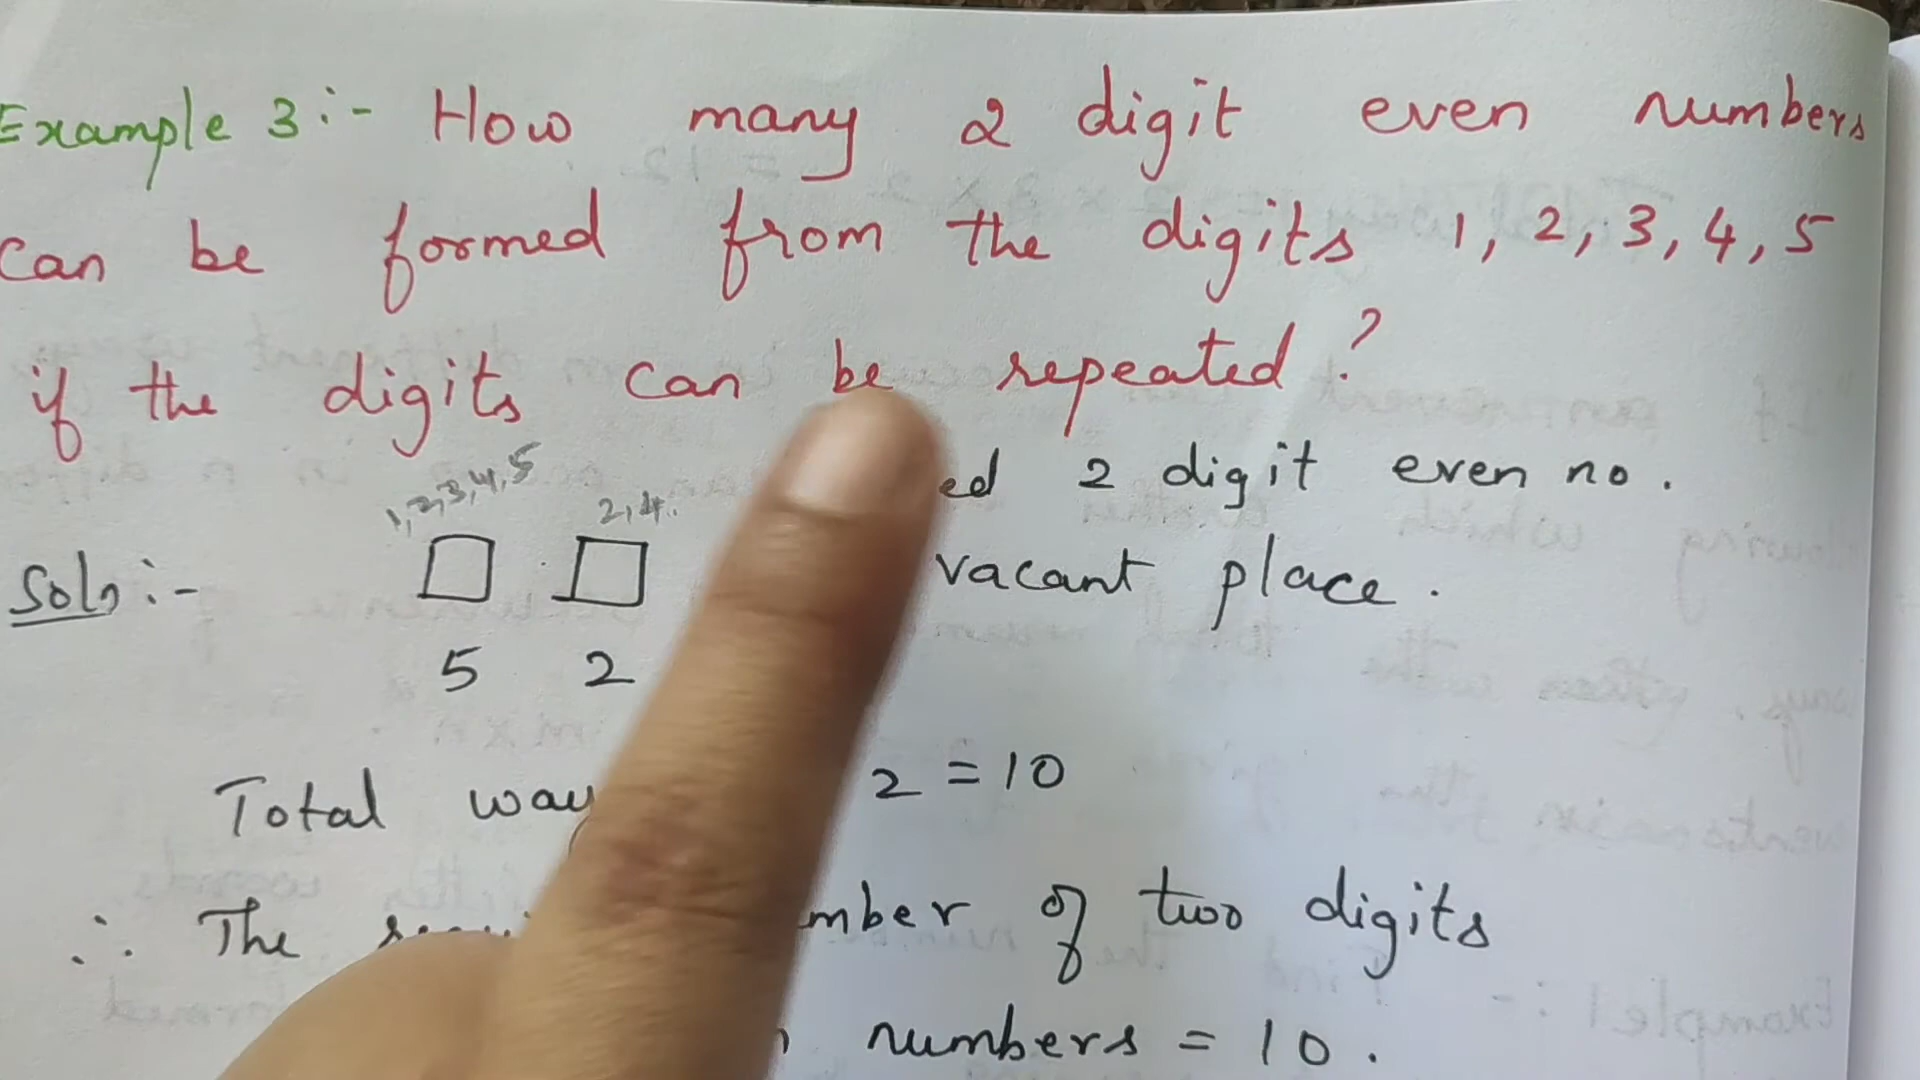 Example 3:- How many 2 digit even numbers
can be formed from the digits 1, 2, 3, 4, 5
if the digits can be repeated?
1,2,3,4,5 2,4.
ed 2 digit even no.
Soln:- vacant place.
5 2
Total way 2 = 10
∴ The mber of two digits
numbers = 10.